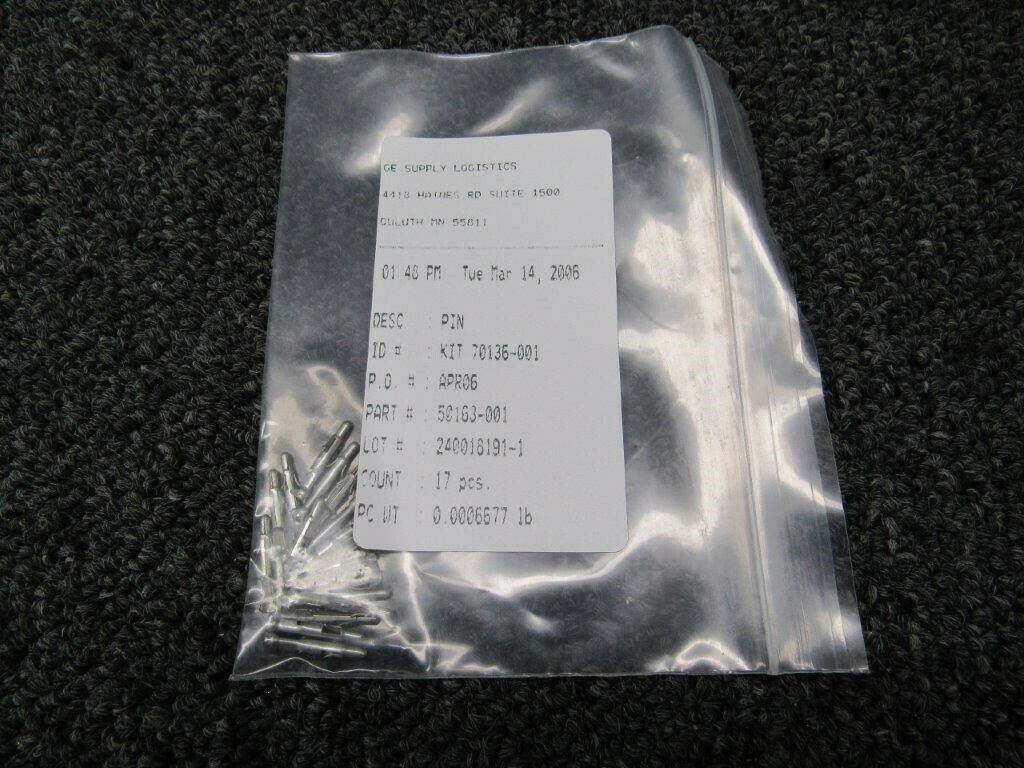 GE SUPPLY LOGISTICS
4418 HAINES RD SUITE 1500
DULUTH MN 55811
01 48 PM Tue Mar 14, 2006
DESC : PIN
ID # : KIT 70136-001
P.O. # : APR06
PART # : 50163-001
LOT # : 240018191-1
COUNT : 17 pcs.
PC WT : 0.0006677 lb